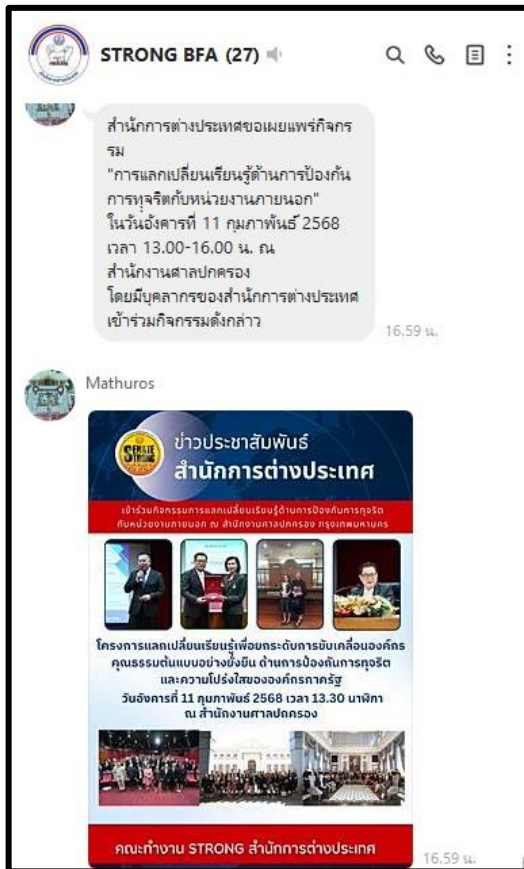 STRONG BFA (27)
สำนักการต่างประเทศขอเผยแพร่กิจกร
รม
"การแลกเปลี่ยนเรียนรู้ด้านการป้องกัน
การทุจริตกับหน่วยงานภายนอก"
ในวันอังคารที่ 11 กุมภาพันธ์ 2568
เวลา 13.00-16.00 น. ณ
สำนักงานศาลปกครอง
โดยมีบุคลากรของสำนักการต่างประเทศ
เข้าร่วมกิจกรรมดังกล่าว
16.59 น.
Mathuros
SENATE
STRONG
ข่าวประชาสัมพันธ์
สำนักการต่างประเทศ
เข้าร่วมกิจกรรมการแลกเปลี่ยนเรียนรู้ด้านการป้องกันการทุจริต
กับหน่วยงานภายนอก ณ สำนักงานศาลปกครอง กรุงเทพมหานคร
โครงการแลกเปลี่ยนเรียนรู้เพื่อยกระดับการขับเคลื่อนองค์กร
คุณธรรมต้นแบบอย่างยั่งยืน ด้านการป้องกันการทุจริต
และความโปร่งใสขององค์กรภาครัฐ
วันอังคารที่ 11 กุมภาพันธ์ 2568 เวลา 13.30 นาฬิกา
ณ สำนักงานศาลปกครอง
คณะทำงาน STRONG สำนักการต่างประเทศ
16.59 น.